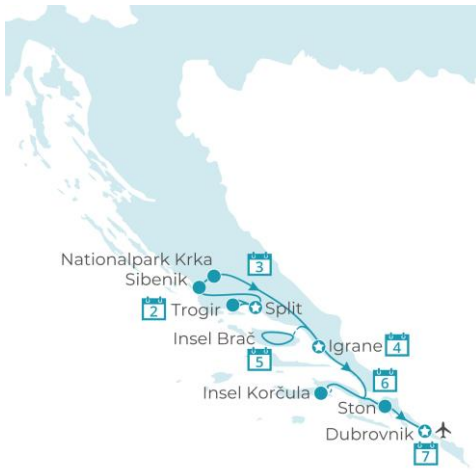 Nationalpark Krka
3
Sibenik
2
Trogir
Split
Insel Brač
Igrane
4
5
6
Insel Korčula
Ston
Dubrovnik
7